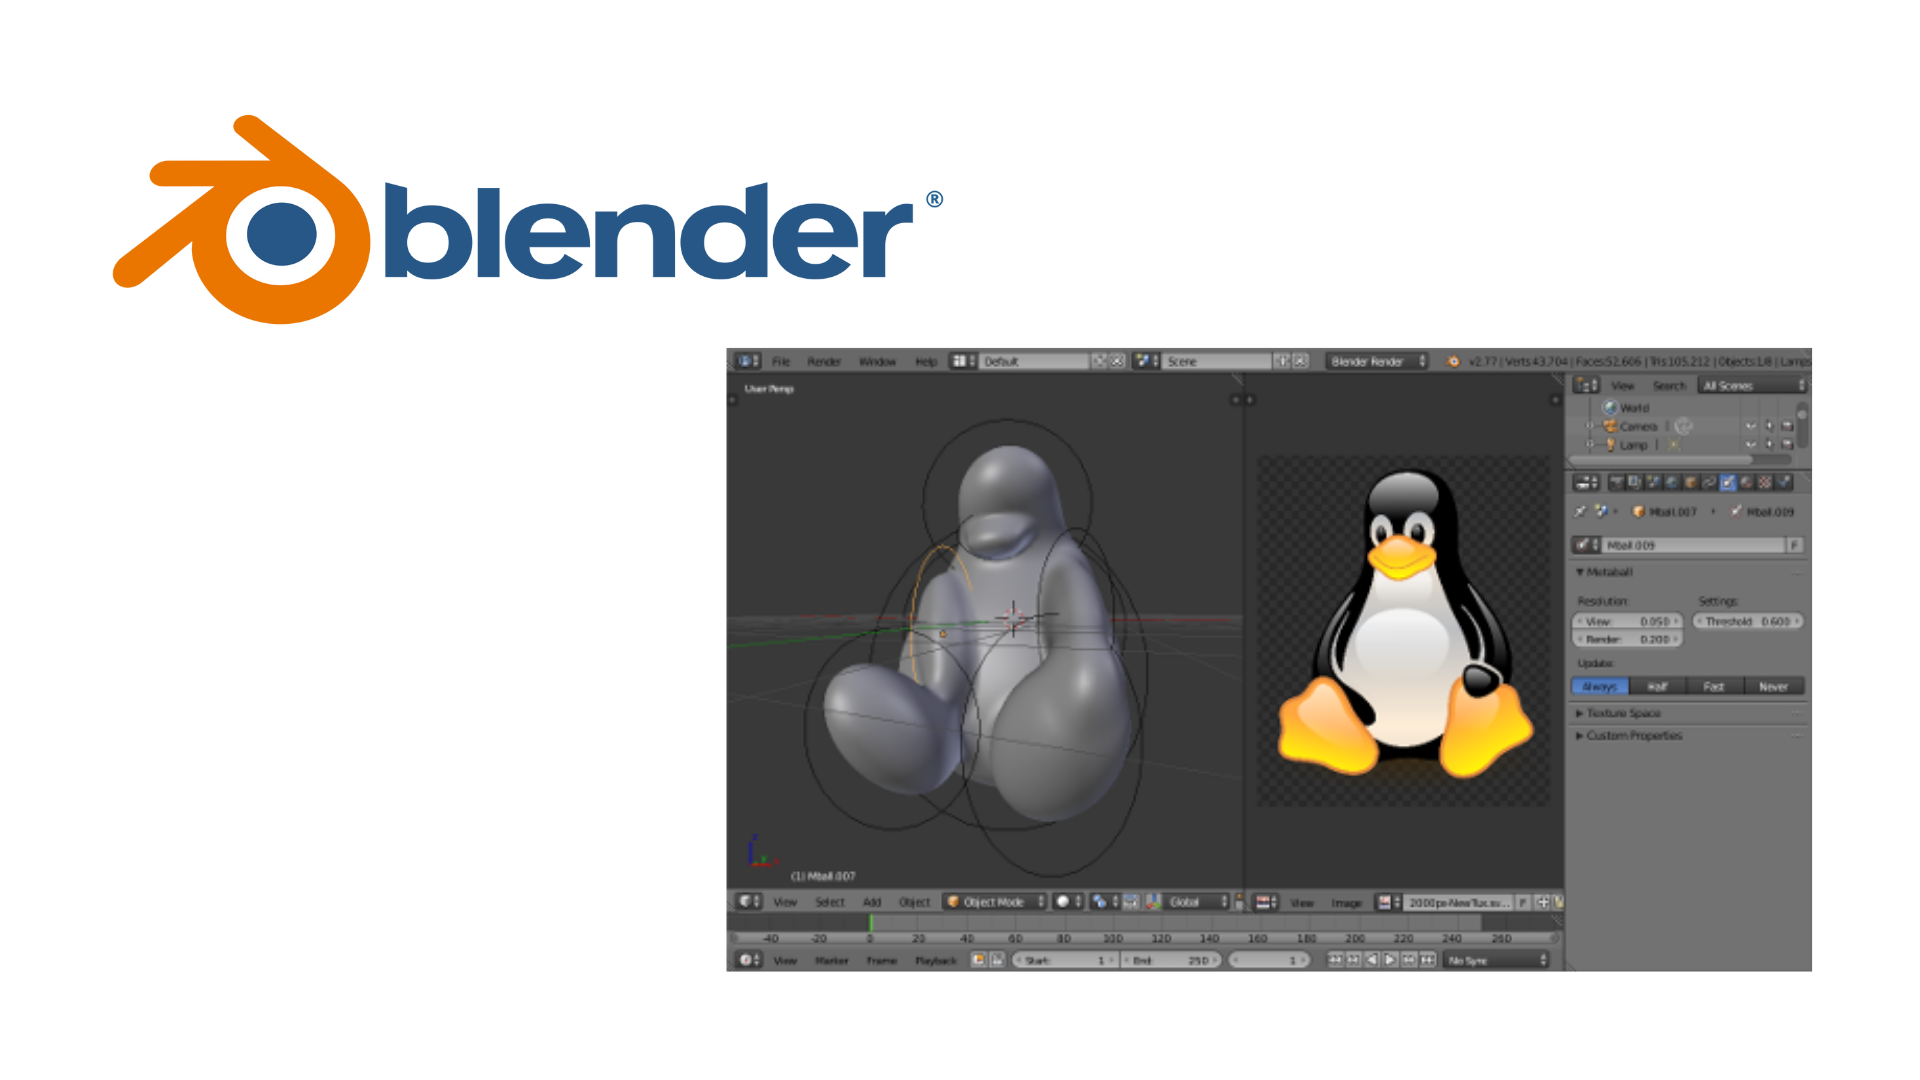 blender®
File Render Window Help Default Scene Blender Render v2.77 | Verts:43,704 | Faces:52,606 | Tris:105,212 | Objects:1/8 | Lamps
User Persp
View Search All Scenes
World
Camera
Lamp
Mball.007 Mball.009
Mball.009 F
Metaball
Resolution: Settings:
View: 0.050 Threshold: 0.600
Render: 0.200
Update:
Always Half Fast Never
Texture Space
Custom Properties
(1) Mball.007
View Select Add Object Object Mode Global View Image 2000px-NewTux.sv... F
-40 -20 0 20 40 60 80 100 120 140 160 180 200 220 240 260
View Marker Frame Playback Start: 1 End: 250 1 No Sync